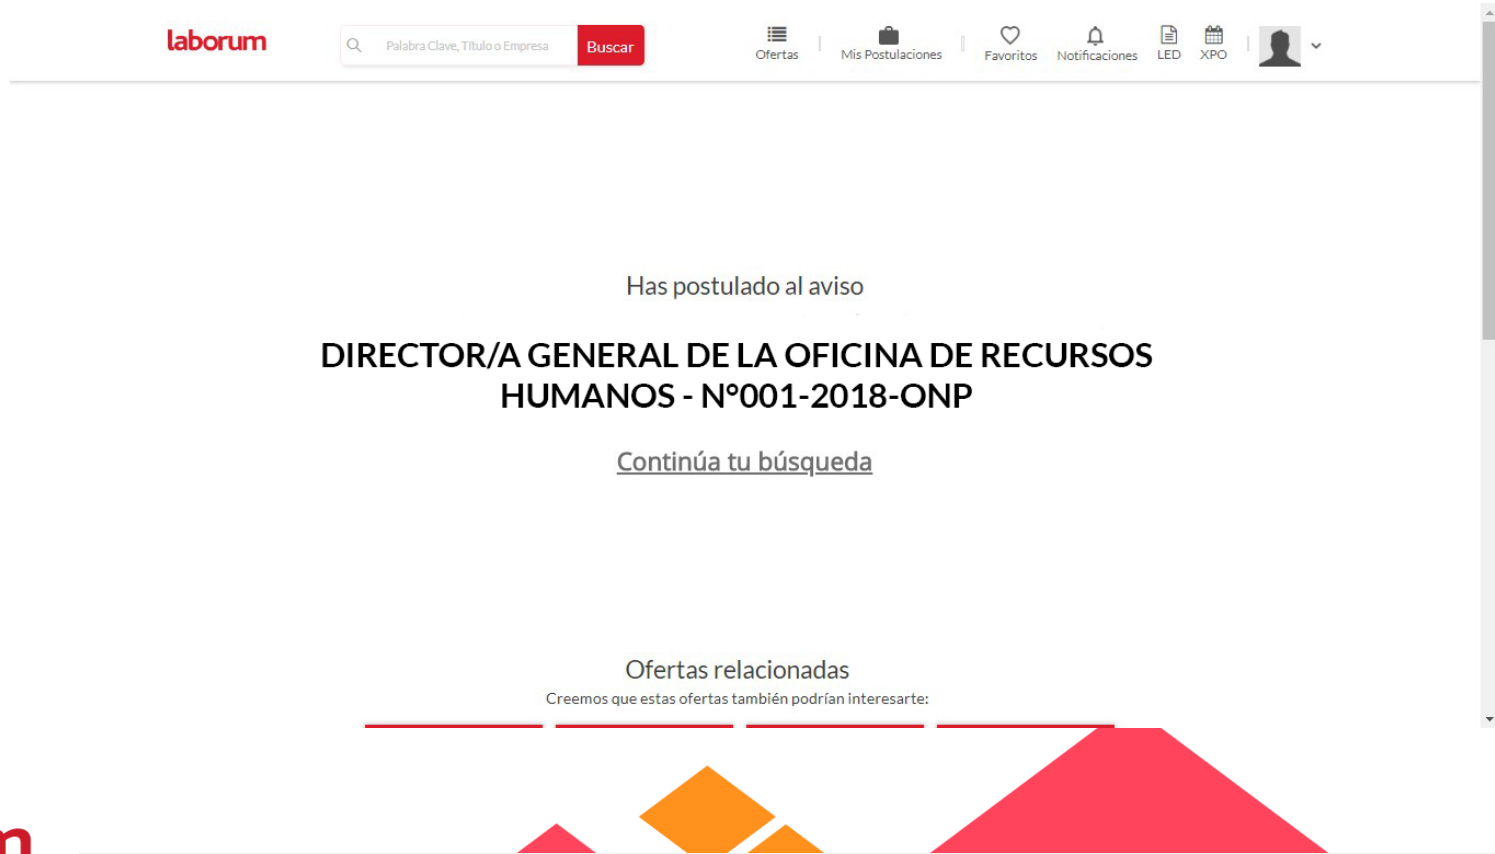 laborum
Palabra Clave, Título o Empresa
Buscar
Ofertas
Mis Postulaciones
Favoritos
Notificaciones
LED
XPO
Has postulado al aviso
DIRECTOR/A GENERAL DE LA OFICINA DE RECURSOS
HUMANOS - N°001-2018-ONP
Continúa tu búsqueda
Ofertas relacionadas
Creemos que estas ofertas también podrían interesarte: